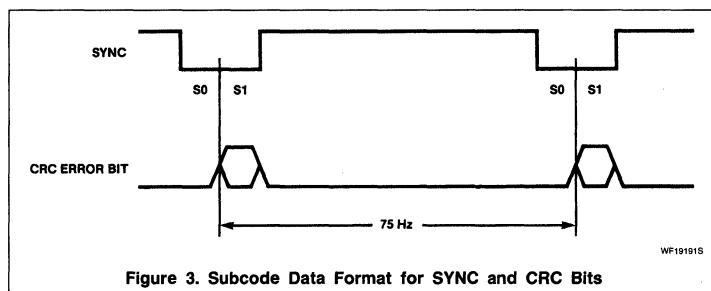 SYNC
S0 S1 S0 S1
CRC ERROR BIT
75 Hz
WF19191S
Figure 3. Subcode Data Format for SYNC and CRC Bits